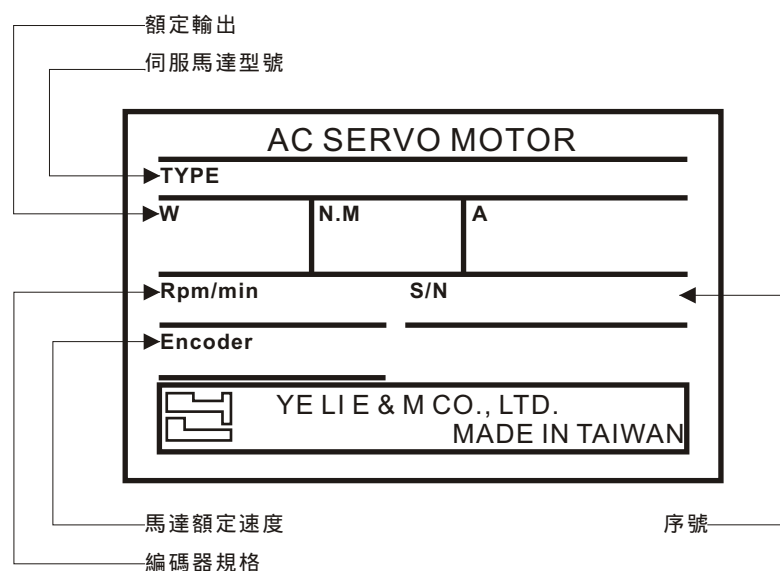 額定輸出
伺服馬達型號
AC SERVO MOTOR
TYPE
W N.M A
Rpm/min S/N
Encoder
YE LI E & M CO., LTD.
MADE IN TAIWAN
馬達額定速度 序號
編碼器規格